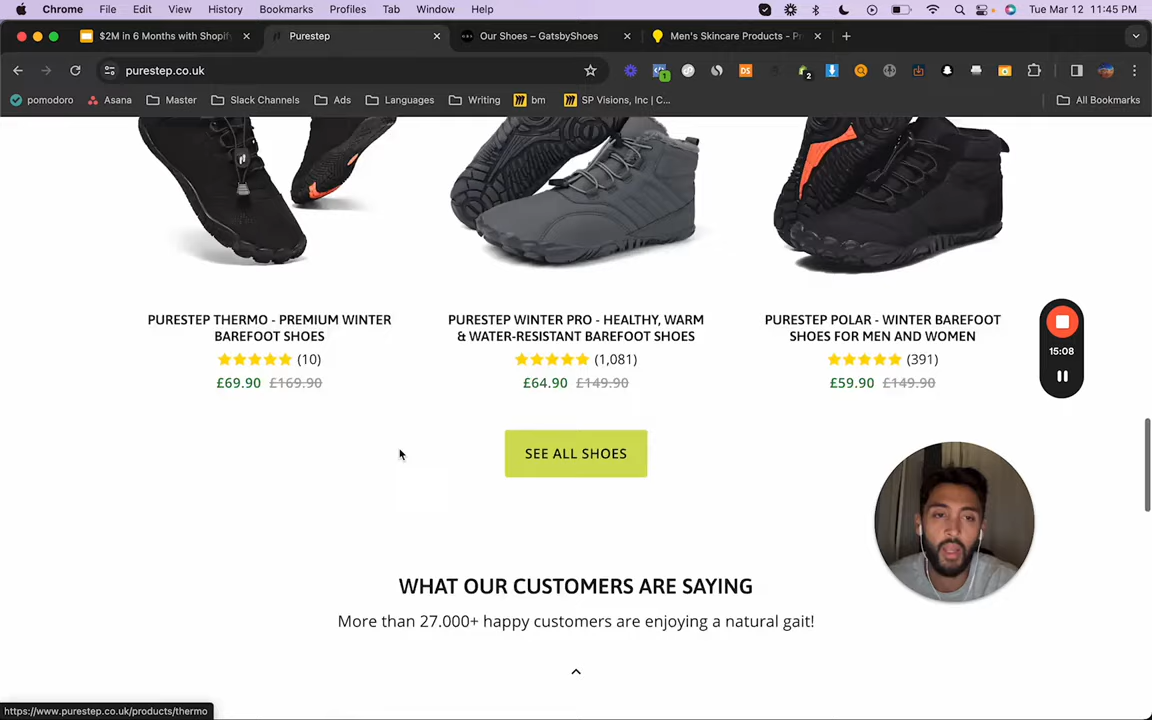 Chrome File Edit View History Bookmarks Profiles Tab Window Help Tue Mar 12 11:45 PM
$2M in 6 Months with Shopify Purestep Our Shoes – GatsbyShoes Men's Skincare Products - Pr
purestep.co.uk
1 DS 2
pomodoro Asana Master Slack Channels Ads Languages Writing bm SP Visions, Inc | C... All Bookmarks
PURESTEP THERMO - PREMIUM WINTER
BAREFOOT SHOES
(10)
£69.90 £169.90
PURESTEP WINTER PRO - HEALTHY, WARM
& WATER-RESISTANT BAREFOOT SHOES
(1,081)
£64.90 £149.90
PURESTEP POLAR - WINTER BAREFOOT
SHOES FOR MEN AND WOMEN
(391)
£59.90 £149.90
15:08
SEE ALL SHOES
WHAT OUR CUSTOMERS ARE SAYING
More than 27.000+ happy customers are enjoying a natural gait!
https://www.purestep.co.uk/products/thermo